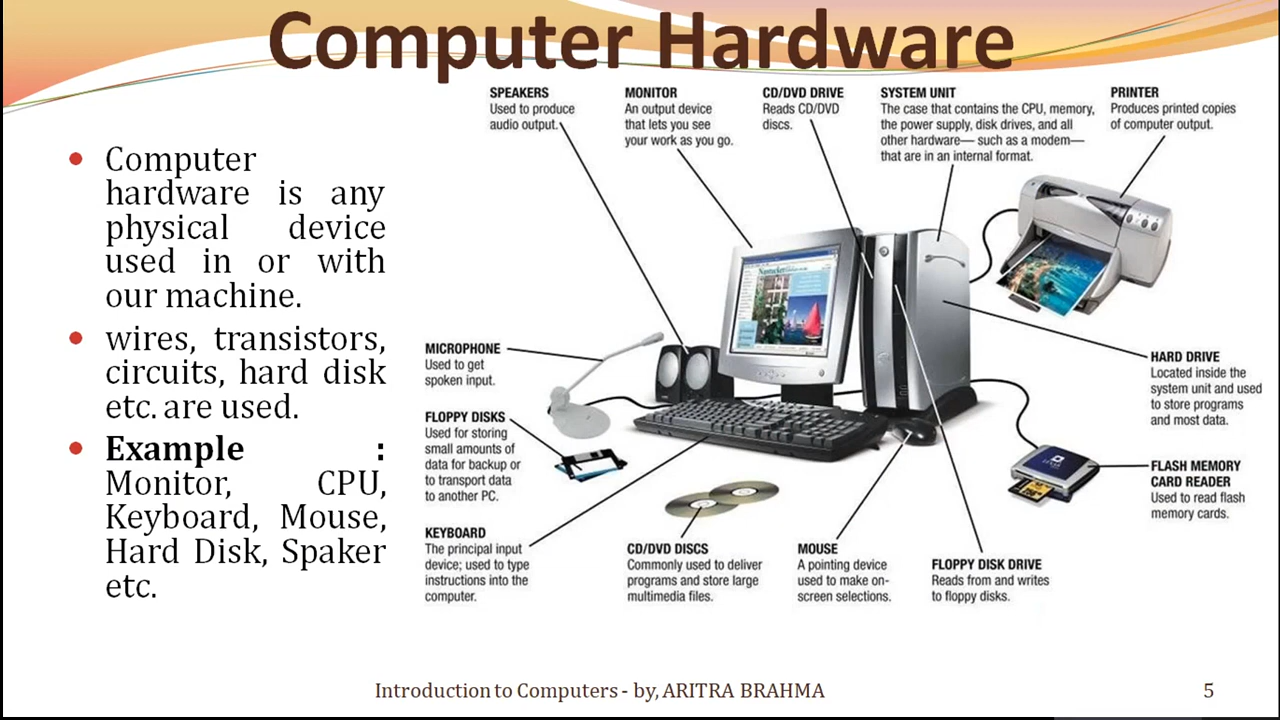 Computer Hardware
Computer
hardware is any
physical device
used in or with
our machine.
wires, transistors,
circuits, hard disk
etc. are used.
Example :
Monitor, CPU,
Keyboard, Mouse,
Hard Disk, Spaker
etc.
SPEAKERS
Used to produce
audio output.
MONITOR
An output device
that lets you see
your work as you go.
CD/DVD DRIVE
Reads CD/DVD
discs.
SYSTEM UNIT
The case that contains the CPU, memory,
the power supply, disk drives, and all
other hardware— such as a modem—
that are in an internal format.
PRINTER
Produces printed copies
of computer output.
MICROPHONE
Used to get
spoken input.
FLOPPY DISKS
Used for storing
small amounts of
data for backup or
to transport data
to another PC.
KEYBOARD
The principal input
device; used to type
instructions into the
computer.
CD/DVD DISCS
Commonly used to deliver
programs and store large
multimedia files.
MOUSE
A pointing device
used to make on-
screen selections.
FLOPPY DISK DRIVE
Reads from and writes
to floppy disks.
HARD DRIVE
Located inside the
system unit and used
to store programs
and most data.
FLASH MEMORY
CARD READER
Used to read flash
memory cards.
Introduction to Computers - by, ARITRA BRAHMA
5